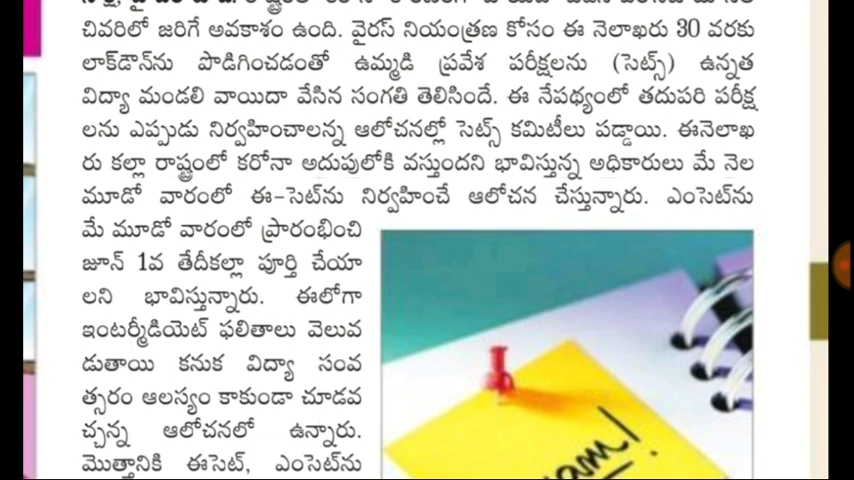 చివరిలో జరిగే అవకాశం ఉంది. వైరస్ నియంత్రణ కోసం ఈ నెలాఖరు 30 వరకు
లాక్‌డౌన్‌ను పొడిగించడంతో ఉమ్మడి ప్రవేశ పరీక్షలను (సెట్స్) ఉన్నత
విద్యా మండలి వాయిదా వేసిన సంగతి తెలిసిందే. ఈ నేపథ్యంలో తదుపరి పరీక్ష
లను ఎప్పుడు నిర్వహించాలన్న ఆలోచనల్లో సెట్స్ కమిటీలు పడ్డాయి. ఈనెలాఖ
రు కల్లా రాష్ట్రంలో కరోనా అదుపులోకి వస్తుందని భావిస్తున్న అధికారులు మే నెల
మూడో వారంలో ఈ-సెట్‌ను నిర్వహించే ఆలోచన చేస్తున్నారు. ఎంసెట్‌ను
మే మూడో వారంలో ప్రారంభించి
జూన్ 1వ తేదీకల్లా పూర్తి చేయా
లని భావిస్తున్నారు. ఈలోగా
ఇంటర్మీడియెట్ ఫలితాలు వెలువ
డుతాయి కనుక విద్యా సంవ
త్సరం ఆలస్యం కాకుండా చూడవ
చ్చన్న ఆలోచనలో ఉన్నారు.
మొత్తానికి ఈసెట్, ఎంసెట్‌ను